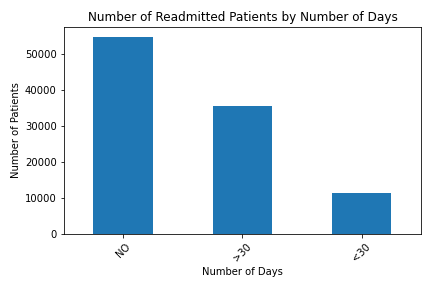 Number of Readmitted Patients by Number of Days
Number of Patients
50000
40000
30000
20000
10000
0
NO
>30
<30
Number of Days